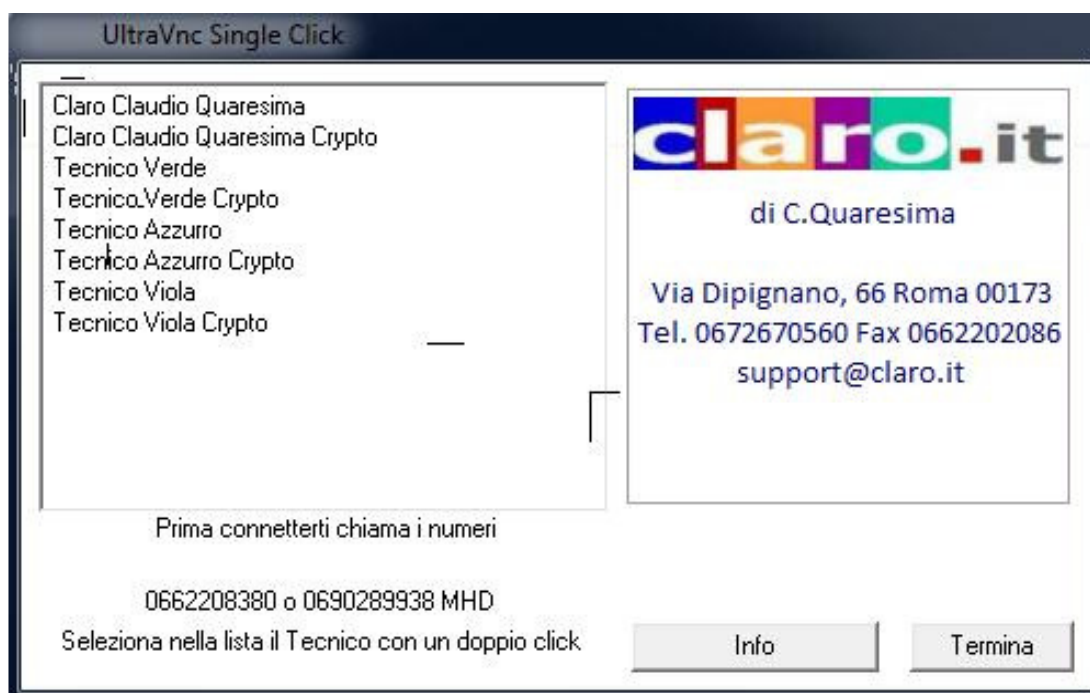 UltraVnc Single Click
Claro Claudio Quaresima
Claro Claudio Quaresima Crypto
Tecnico Verde
Tecnico Verde Crypto
Tecnico Azzurro
Tecnico Azzurro Crypto
Tecnico Viola
Tecnico Viola Crypto
claro.it
di C.Quaresima
Via Dipignano, 66 Roma 00173
Tel. 0672670560 Fax 0662202086
support@claro.it
Prima connetterti chiama i numeri
0662208380 o 0690289938 MHD
Seleziona nella lista il Tecnico con un doppio click
Info
Termina